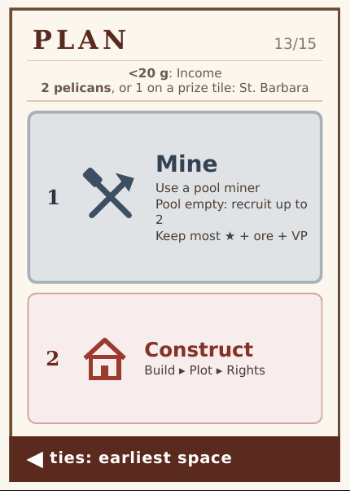 PLAN 13/15
<20 g: Income
2 pelicans, or 1 on a prize tile: St. Barbara
1
Mine
Use a pool miner
Pool empty: recruit up to
2
Keep most ★ + ore + VP
2
Construct
Build ▸ Plot ▸ Rights
◀ ties: earliest space